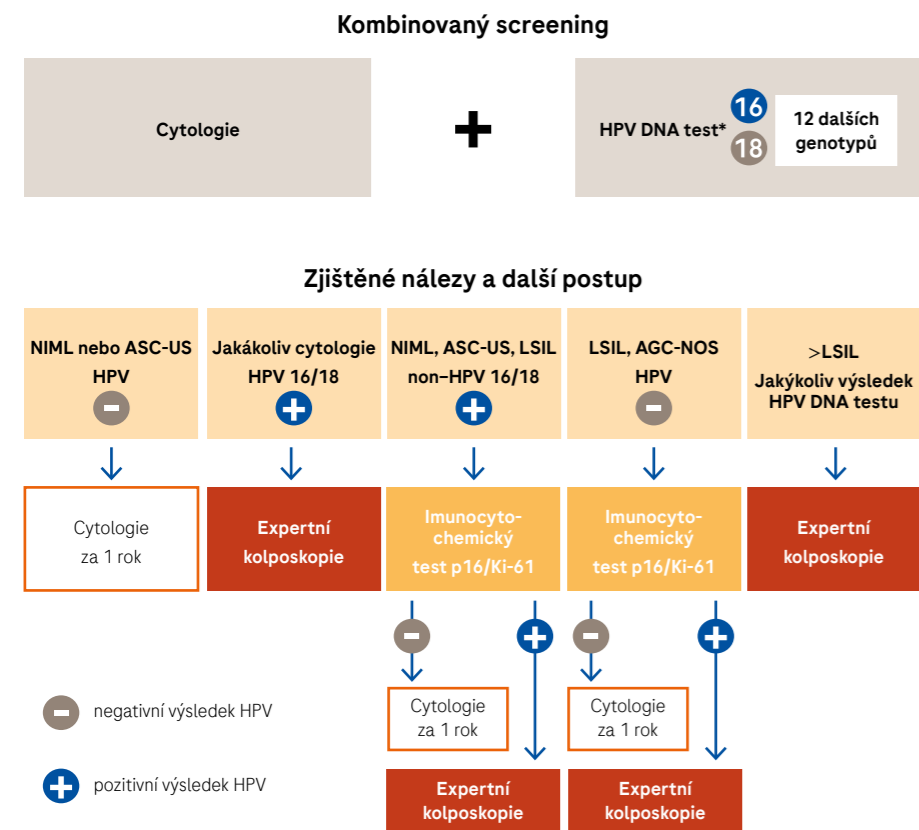 Kombinovaný screening
Cytologie
+
HPV DNA test*
16
18
12 dalších
genotypů
Zjištěné nálezy a další postup
NIML nebo ASC-US
HPV
-
Jakákoliv cytologie
HPV 16/18
+
NIML, ASC-US, LSIL
non–HPV 16/18
+
LSIL, AGC-NOS
HPV
-
>LSIL
Jakýkoliv výsledek
HPV DNA testu
Cytologie
za 1 rok
Expertní
kolposkopie
Imunocyto-
chemický
test p16/Ki-61
Imunocyto-
chemický
test p16/Ki-61
Expertní
kolposkopie
-
+
-
+
Cytologie
za 1 rok
Cytologie
za 1 rok
Expertní
kolposkopie
Expertní
kolposkopie
- negativní výsledek HPV
+ pozitivní výsledek HPV